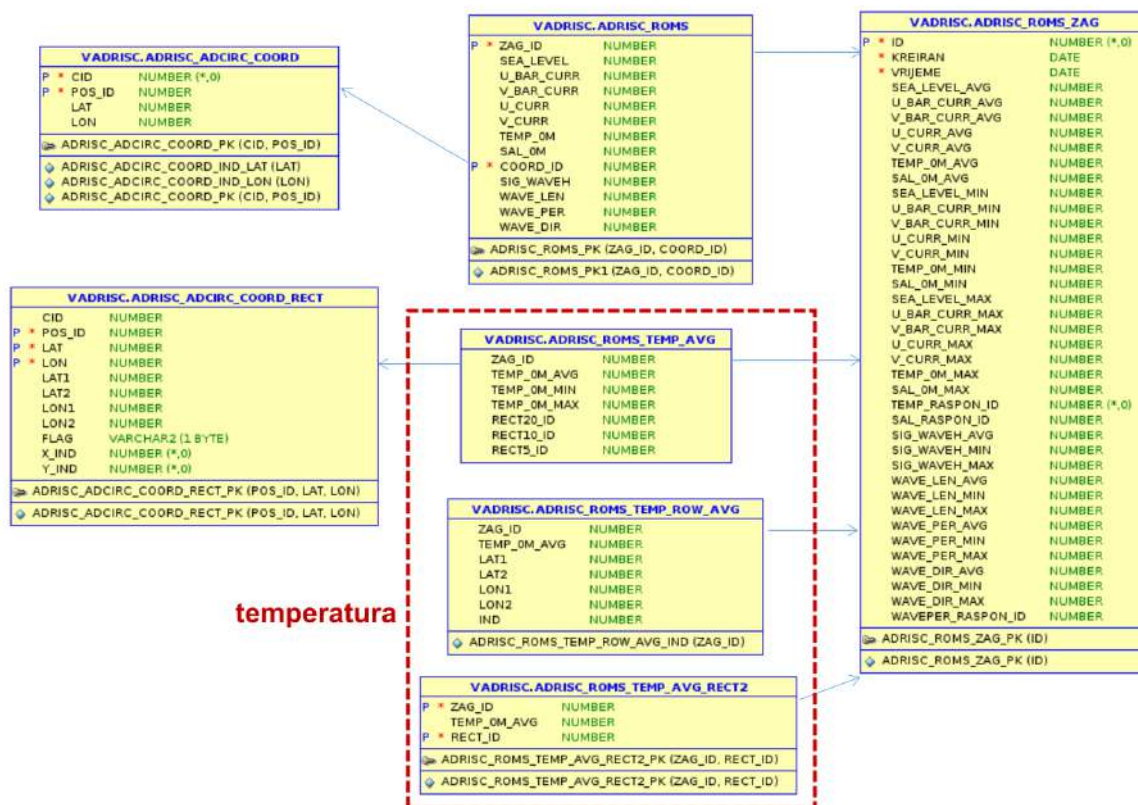 VADRISC.ADRISC_ADCIRC_COORD
P * CID NUMBER (*,0)
P * POS_ID NUMBER
LAT NUMBER
LON NUMBER
ADRISC_ADCIRC_COORD_PK (CID, POS_ID)
ADRISC_ADCIRC_COORD_IND_LAT (LAT)
ADRISC_ADCIRC_COORD_IND_LON (LON)
ADRISC_ADCIRC_COORD_PK (CID, POS_ID)
VADRISC.ADRISC_ROMS
P * ZAG_ID NUMBER
SEA_LEVEL NUMBER
U_BAR_CURR NUMBER
V_BAR_CURR NUMBER
U_CURR NUMBER
V_CURR NUMBER
TEMP_0M NUMBER
SAL_0M NUMBER
P * COORD_ID NUMBER
SIG_WAVEH NUMBER
WAVE_LEN NUMBER
WAVE_PER NUMBER
WAVE_DIR NUMBER
ADRISC_ROMS_PK (ZAG_ID, COORD_ID)
ADRISC_ROMS_PK1 (ZAG_ID, COORD_ID)
VADRISC.ADRISC_ROMS_ZAG
P * ID NUMBER (*,0)
* KREIRAN DATE
* VRIJEME DATE
SEA_LEVEL_AVG NUMBER
U_BAR_CURR_AVG NUMBER
V_BAR_CURR_AVG NUMBER
U_CURR_AVG NUMBER
V_CURR_AVG NUMBER
TEMP_0M_AVG NUMBER
SAL_0M_AVG NUMBER
SEA_LEVEL_MIN NUMBER
U_BAR_CURR_MIN NUMBER
V_BAR_CURR_MIN NUMBER
U_CURR_MIN NUMBER
V_CURR_MIN NUMBER
TEMP_0M_MIN NUMBER
SAL_0M_MIN NUMBER
SEA_LEVEL_MAX NUMBER
U_BAR_CURR_MAX NUMBER
V_BAR_CURR_MAX NUMBER
U_CURR_MAX NUMBER
V_CURR_MAX NUMBER
TEMP_0M_MAX NUMBER
SAL_0M_MAX NUMBER
TEMP_RASPON_ID NUMBER (*,0)
SAL_RASPON_ID NUMBER
SIG_WAVEH_AVG NUMBER
SIG_WAVEH_MIN NUMBER
SIG_WAVEH_MAX NUMBER
WAVE_LEN_AVG NUMBER
WAVE_LEN_MIN NUMBER
WAVE_LEN_MAX NUMBER
WAVE_PER_AVG NUMBER
WAVE_PER_MIN NUMBER
WAVE_PER_MAX NUMBER
WAVE_DIR_AVG NUMBER
WAVE_DIR_MIN NUMBER
WAVE_DIR_MAX NUMBER
WAVEPER_RASPON_ID NUMBER
ADRISC_ROMS_ZAG_PK (ID)
ADRISC_ROMS_ZAG_PK (ID)
VADRISC.ADRISC_ADCIRC_COORD_RECT
CID NUMBER
P * POS_ID NUMBER
P * LAT NUMBER
P * LON NUMBER
LAT1 NUMBER
LAT2 NUMBER
LON1 NUMBER
LON2 NUMBER
FLAG VARCHAR2 (1 BYTE)
X_IND NUMBER (*,0)
Y_IND NUMBER (*,0)
ADRISC_ADCIRC_COORD_RECT_PK (POS_ID, LAT, LON)
ADRISC_ADCIRC_COORD_RECT_PK (POS_ID, LAT, LON)
VADRISC.ADRISC_ROMS_TEMP_AVG
ZAG_ID NUMBER
TEMP_0M_AVG NUMBER
TEMP_0M_MIN NUMBER
TEMP_0M_MAX NUMBER
RECT20_ID NUMBER
RECT10_ID NUMBER
RECT5_ID NUMBER
VADRISC.ADRISC_ROMS_TEMP_ROW_AVG
ZAG_ID NUMBER
TEMP_0M_AVG NUMBER
LAT1 NUMBER
LAT2 NUMBER
LON1 NUMBER
LON2 NUMBER
IND NUMBER
ADRISC_ROMS_TEMP_ROW_AVG_IND (ZAG_ID)
temperatura
VADRISC.ADRISC_ROMS_TEMP_AVG_RECT2
P * ZAG_ID NUMBER
TEMP_0M_AVG NUMBER
P * RECT_ID NUMBER
ADRISC_ROMS_TEMP_AVG_RECT2_PK (ZAG_ID, RECT_ID)
ADRISC_ROMS_TEMP_AVG_RECT2_PK (ZAG_ID, RECT_ID)